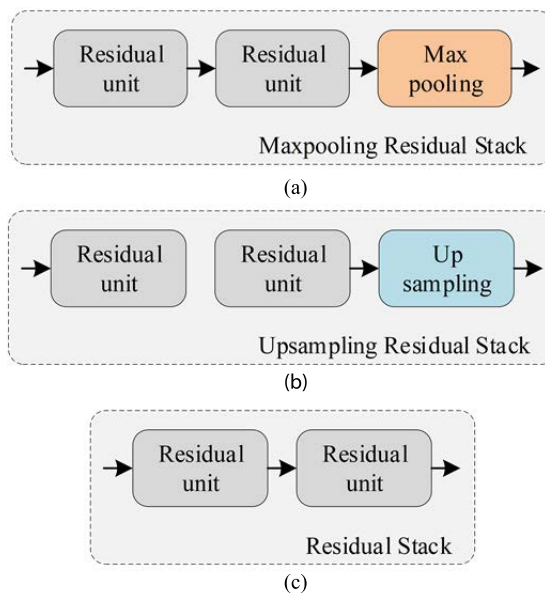 Residual unit
Residual unit
Max pooling
Maxpooling Residual Stack
(a)
Residual unit
Residual unit
Up sampling
Upsampling Residual Stack
(b)
Residual unit
Residual unit
Residual Stack
(c)